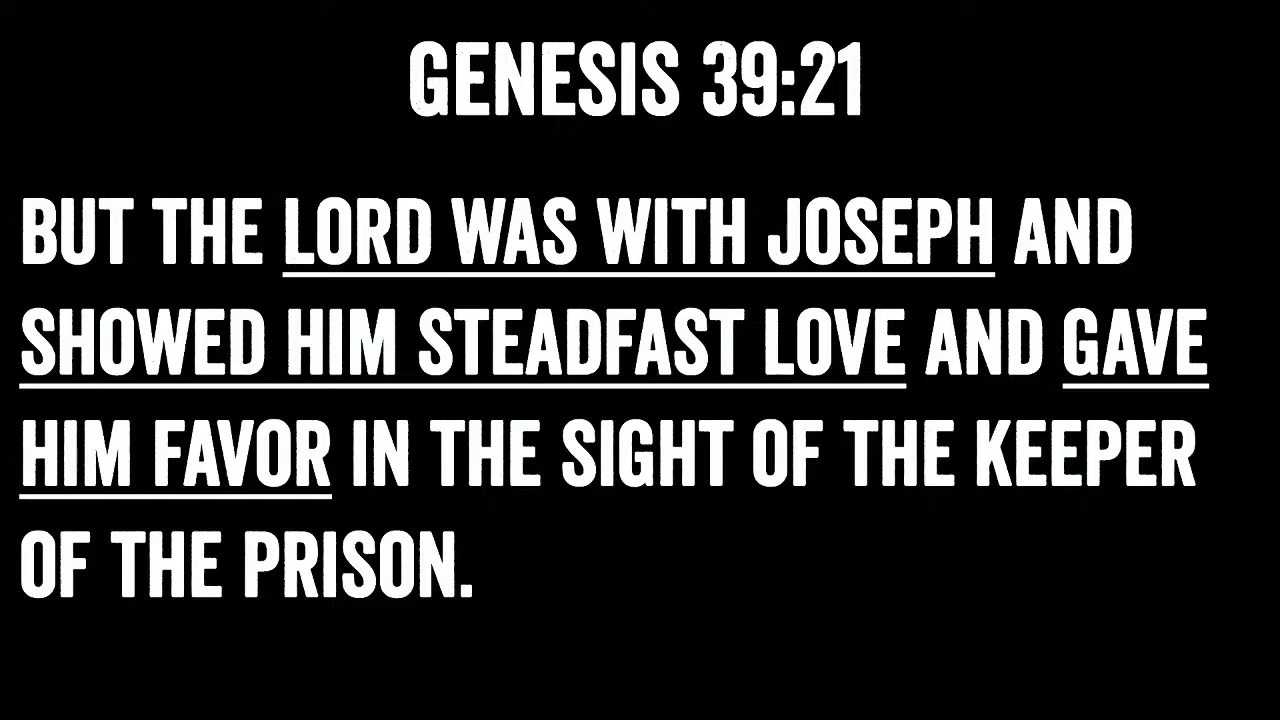 GENESIS 39:21
BUT THE LORD WAS WITH JOSEPH AND
SHOWED HIM STEADFAST LOVE AND GAVE
HIM FAVOR IN THE SIGHT OF THE KEEPER
OF THE PRISON.